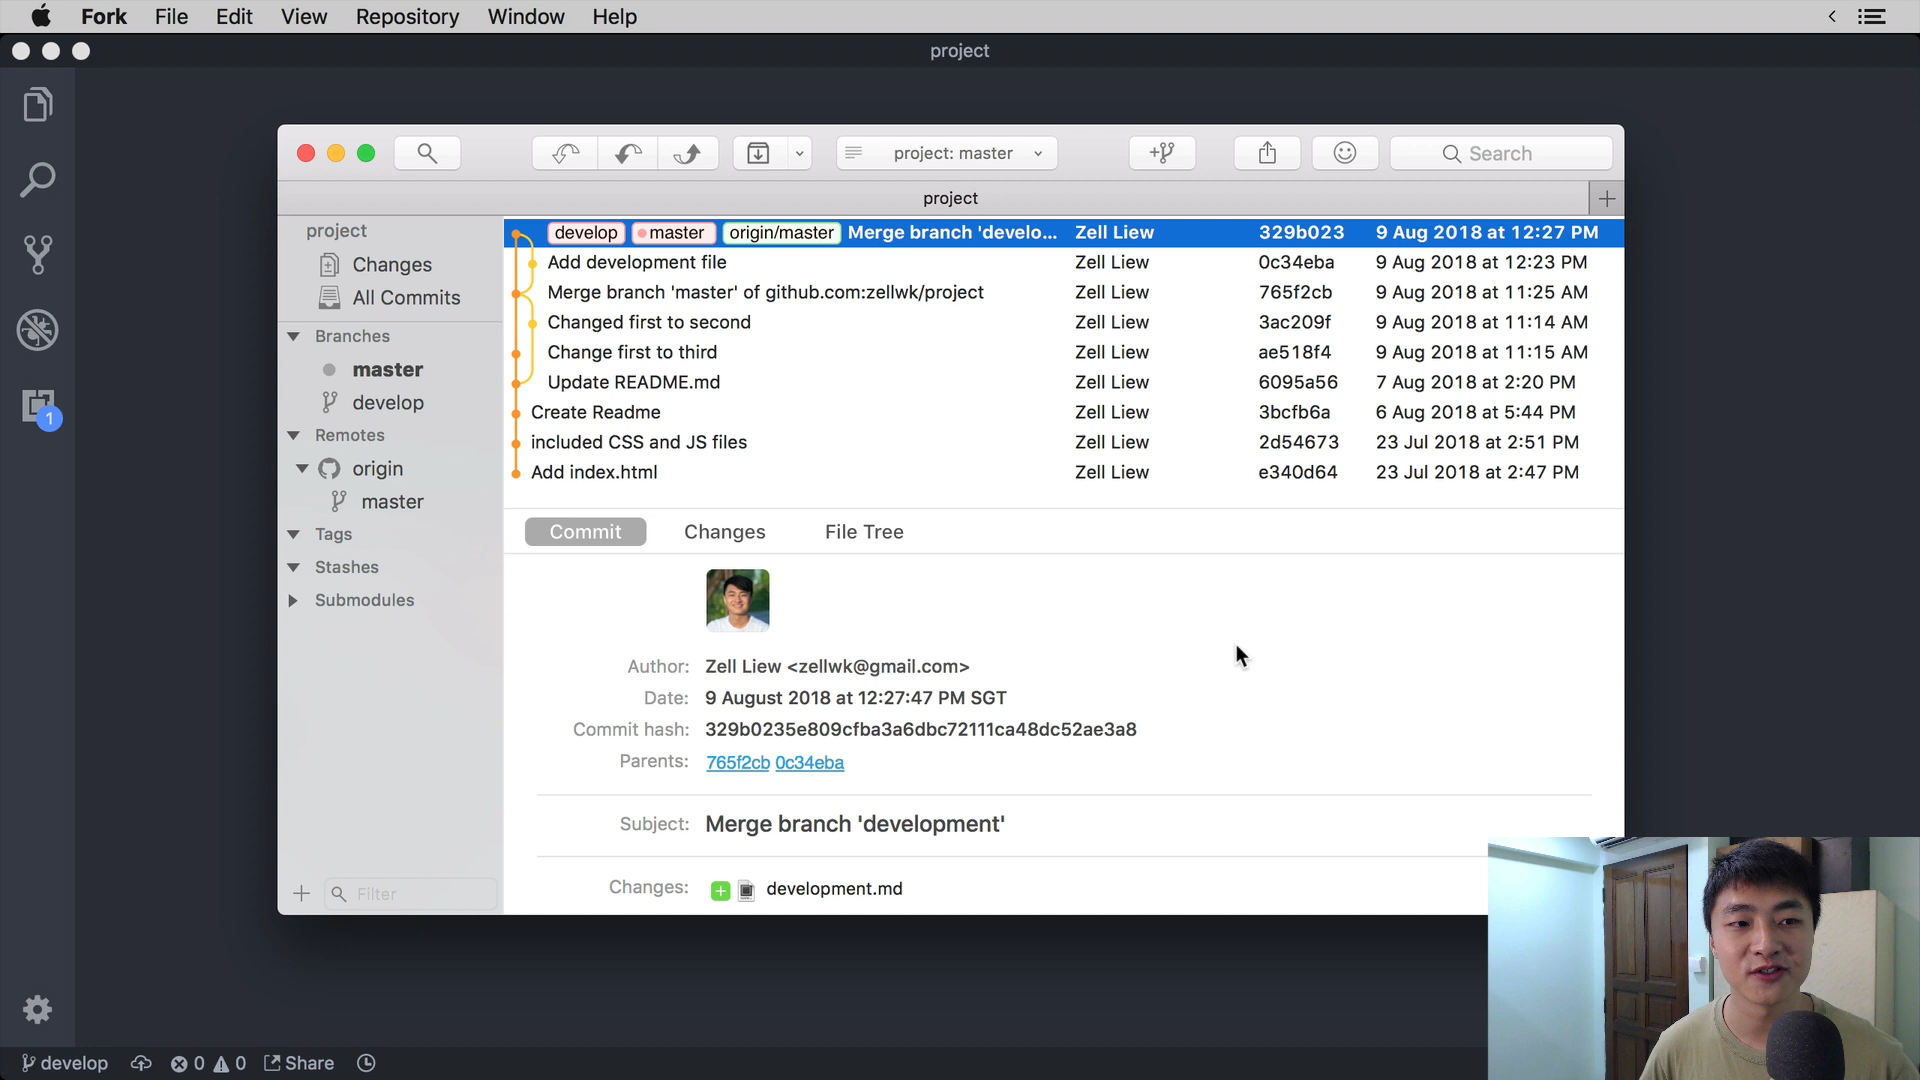 Fork File Edit View Repository Window Help
project
project: master
Search
project
project
Changes
All Commits
Branches
master
develop
Remotes
origin
master
Tags
Stashes
Submodules
Filter
develop master origin/master Merge branch 'develo... Zell Liew 329b023 9 Aug 2018 at 12:27 PM
Add development file Zell Liew 0c34eba 9 Aug 2018 at 12:23 PM
Merge branch 'master' of github.com:zellwk/project Zell Liew 765f2cb 9 Aug 2018 at 11:25 AM
Changed first to second Zell Liew 3ac209f 9 Aug 2018 at 11:14 AM
Change first to third Zell Liew ae518f4 9 Aug 2018 at 11:15 AM
Update README.md Zell Liew 6095a56 7 Aug 2018 at 2:20 PM
Create Readme Zell Liew 3bcfb6a 6 Aug 2018 at 5:44 PM
included CSS and JS files Zell Liew 2d54673 23 Jul 2018 at 2:51 PM
Add index.html Zell Liew e340d64 23 Jul 2018 at 2:47 PM
Commit Changes File Tree
Author: Zell Liew <zellwk@gmail.com>
Date: 9 August 2018 at 12:27:47 PM SGT
Commit hash: 329b0235e809cfba3a6dbc72111ca48dc52ae3a8
Parents: 765f2cb 0c34eba
Subject: Merge branch 'development'
Changes: development.md
1
develop 0 0 Share